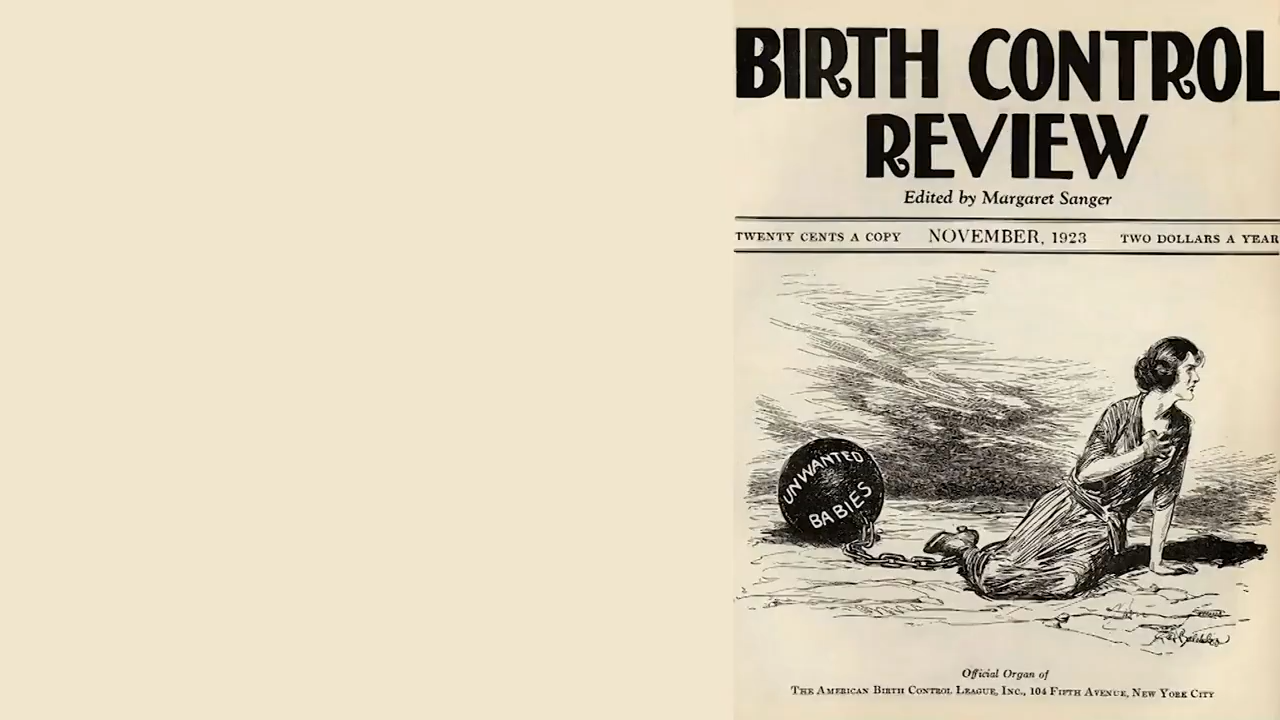 BIRTH CONTROL
REVIEW
Edited by Margaret Sanger
TWENTY CENTS A COPY NOVEMBER, 1923 TWO DOLLARS A YEAR
UNWANTED
BABIES
Official Organ of
THE AMERICAN BIRTH CONTROL LEAGUE, INC., 104 FIFTH AVENUE, NEW YORK CITY